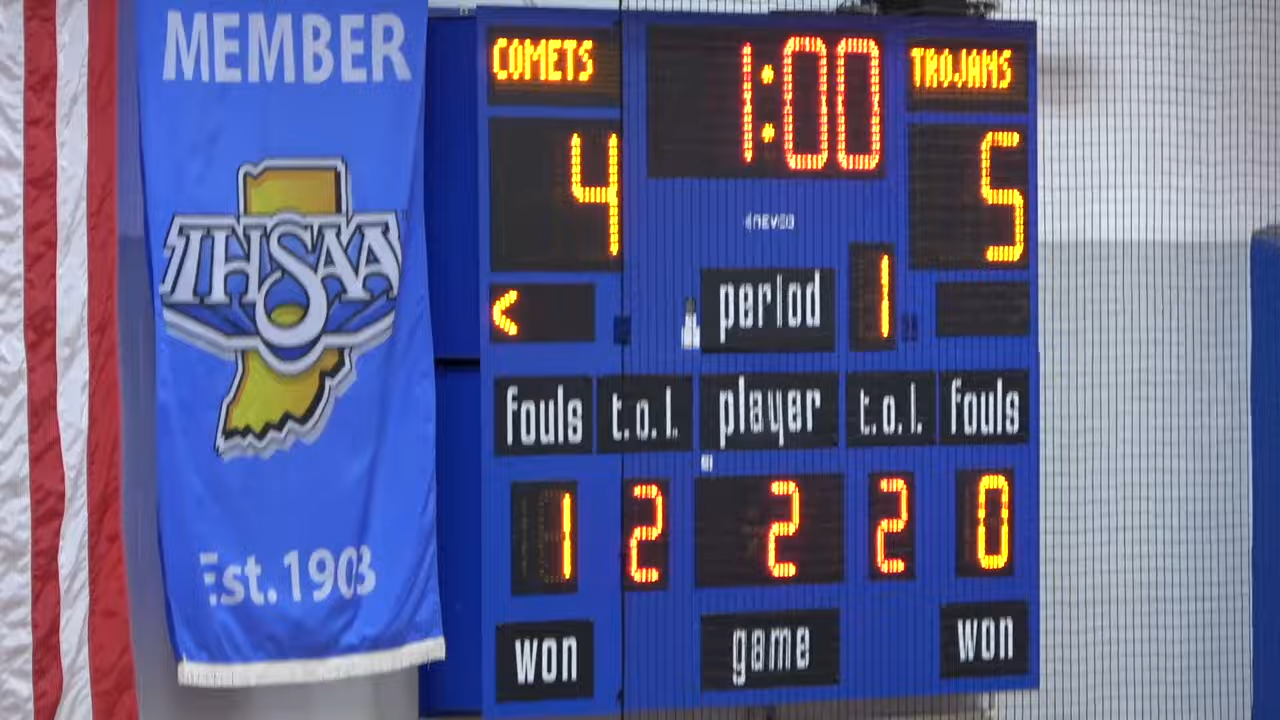 MEMBER
IHSAA
Est. 1903
COMETS
1:00
TROJANS
4
5
NEVCO
<
period
1
fouls
t.o.l.
player
t.o.l.
fouls
1
2
2
2
0
won
game
won